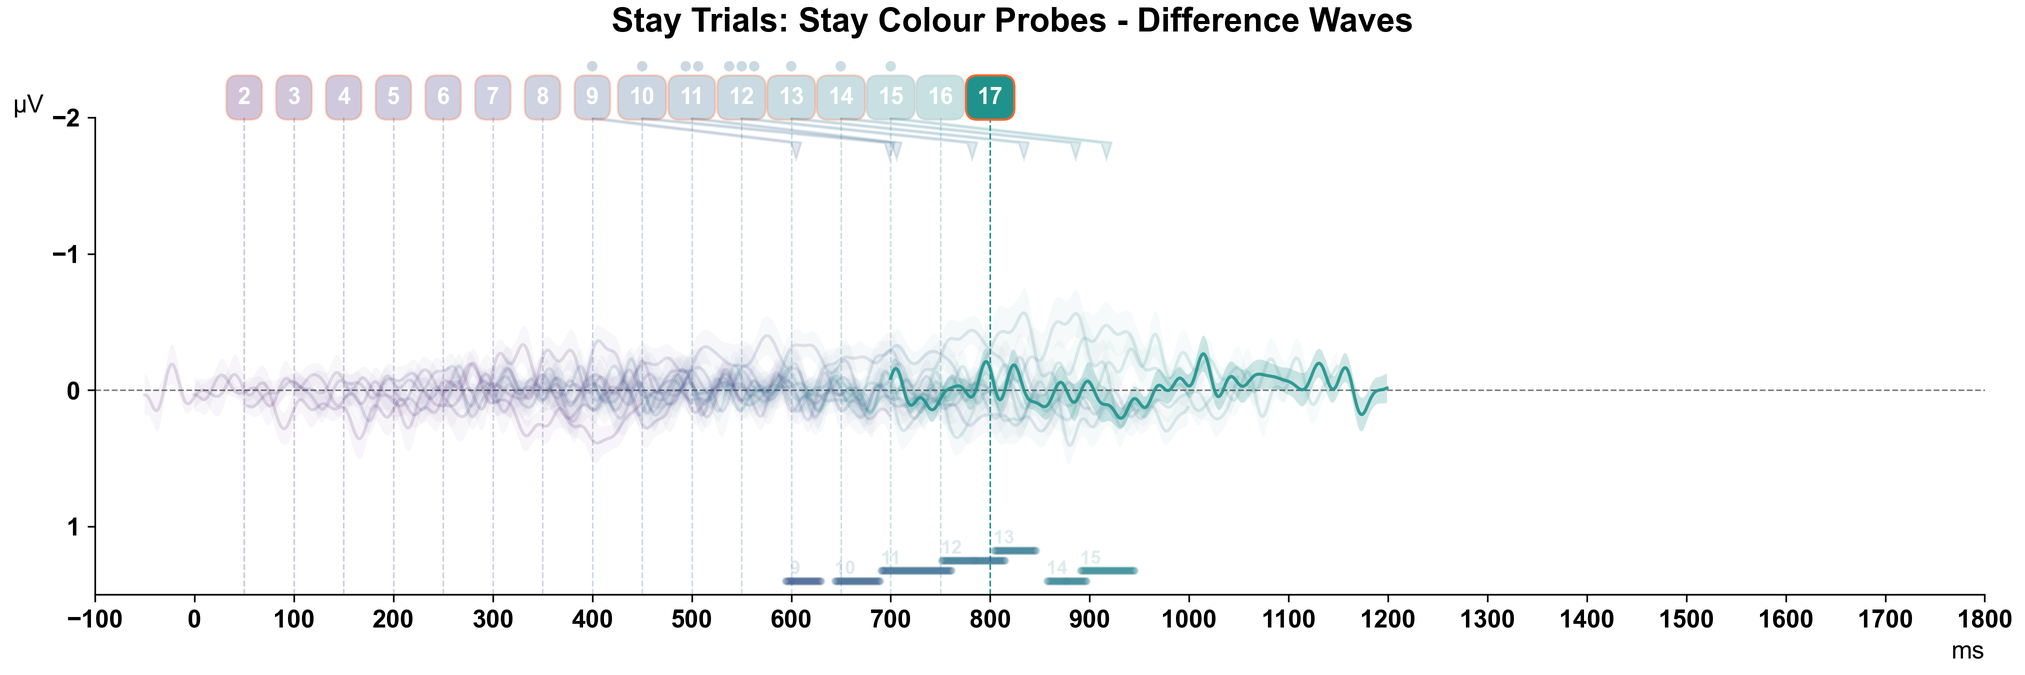 Stay Trials: Stay Colour Probes - Difference Waves
2 3 4 5 6 7 8 9 10 11 12 13 14 15 16 17
µV
−2
−1
0
1
13
12
11 15
9 10 14
−100 0 100 200 300 400 500 600 700 800 900 1000 1100 1200 1300 1400 1500 1600 1700 1800
ms